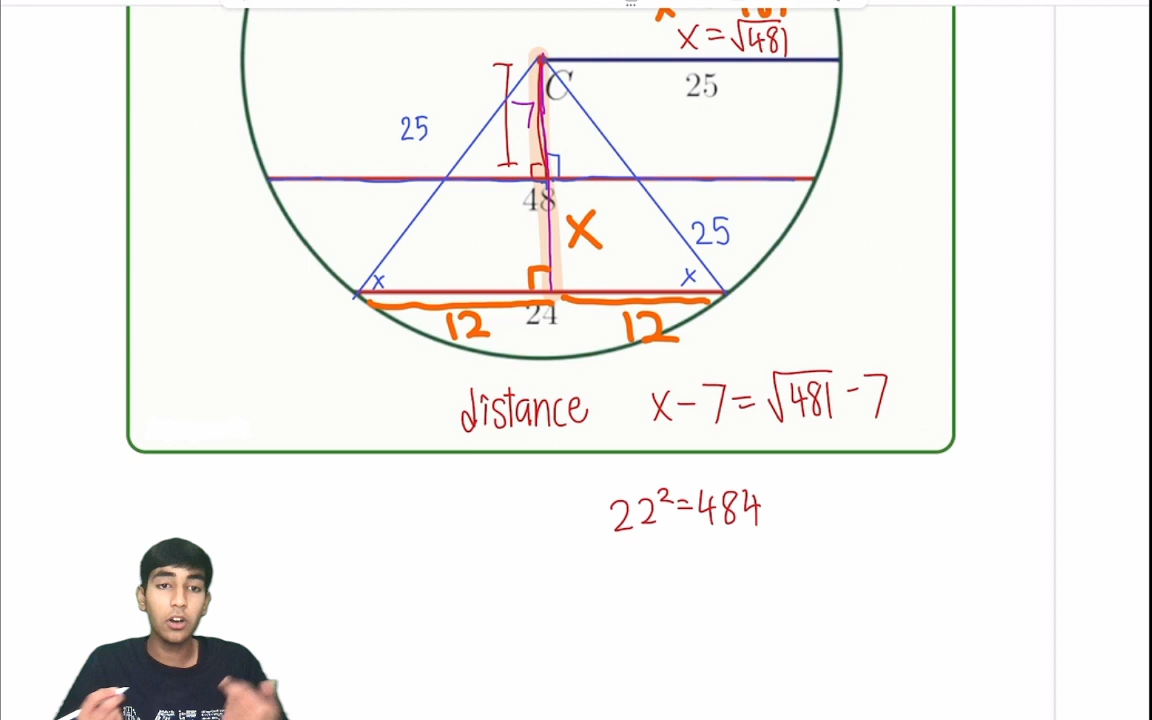 x = √481
C
25
7
25
48
x
25
x
x
12
24
12
distance x - 7 = √481 - 7
22² = 484